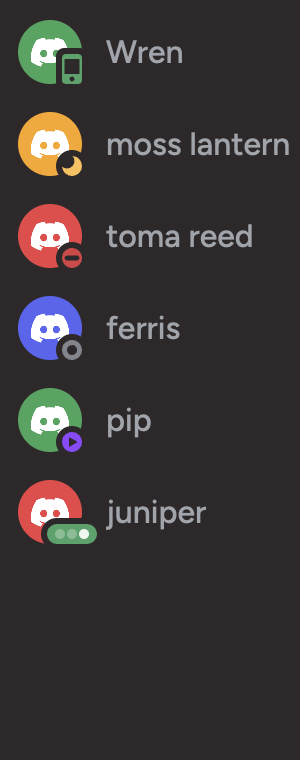 Wren
moss lantern
toma reed
ferris
pip
juniper